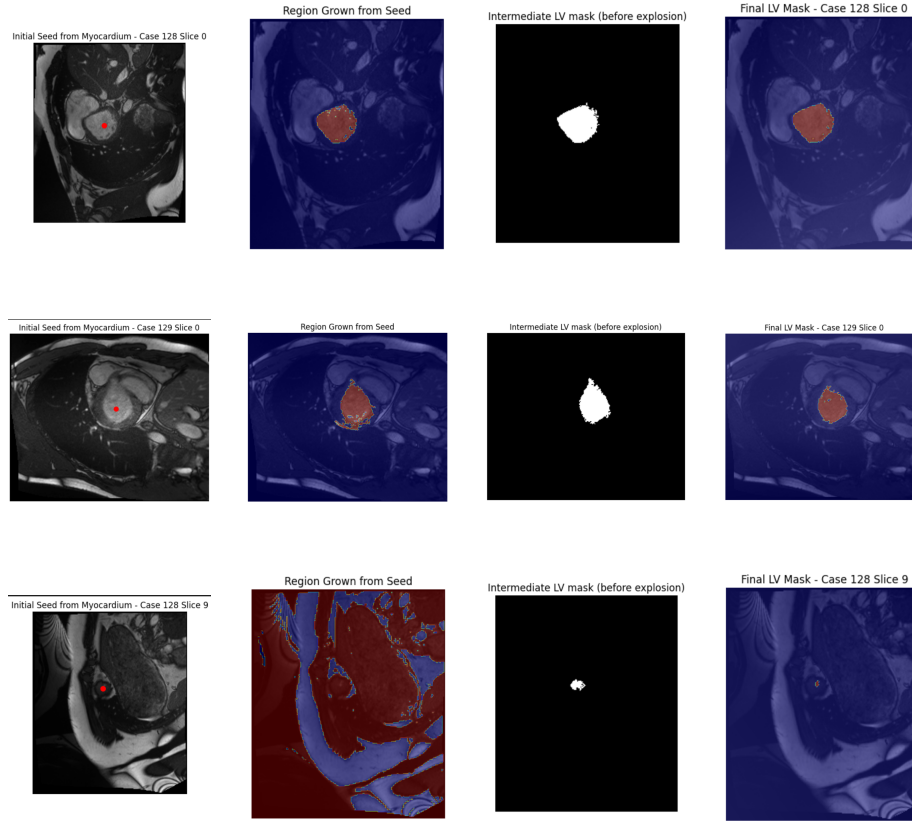 Initial Seed from Myocardium - Case 128 Slice 0
Region Grown from Seed
Intermediate LV mask (before explosion)
Final LV Mask - Case 128 Slice 0
Initial Seed from Myocardium - Case 129 Slice 0
Region Grown from Seed
Intermediate LV mask (before explosion)
Final LV Mask - Case 129 Slice 0
Initial Seed from Myocardium - Case 128 Slice 9
Region Grown from Seed
Intermediate LV mask (before explosion)
Final LV Mask - Case 128 Slice 9